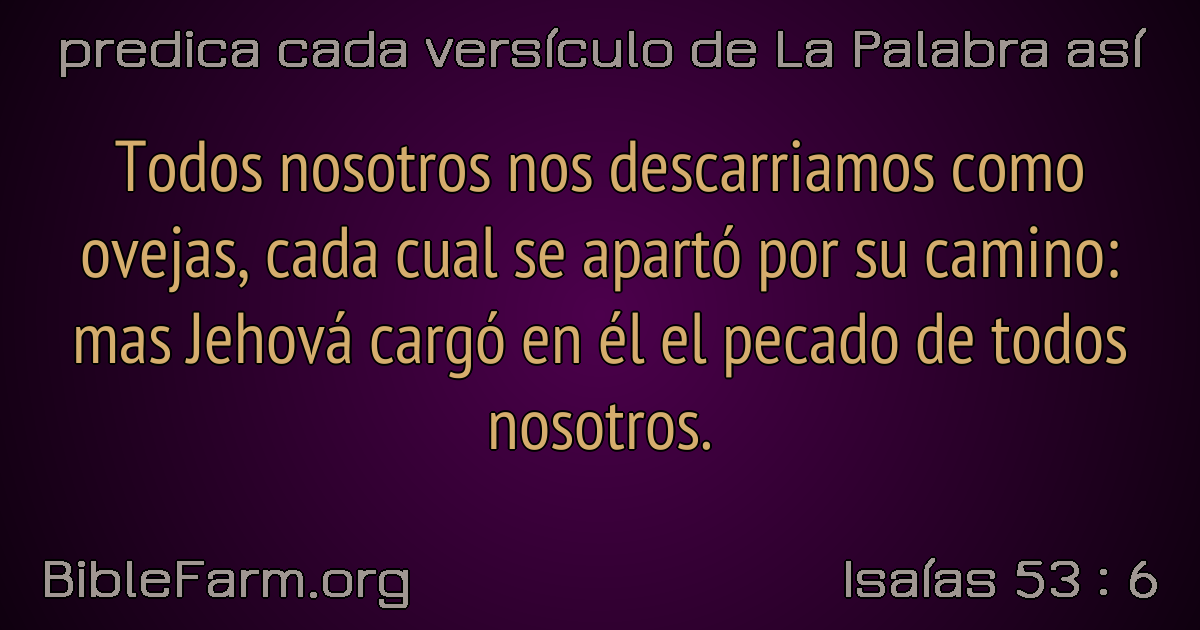 predica cada versículo de La Palabra así
Todos nosotros nos descarriamos como
ovejas, cada cual se apartó por su camino:
mas Jehová cargó en él el pecado de todos
nosotros.
BibleFarm.org
Isaías 53 : 6